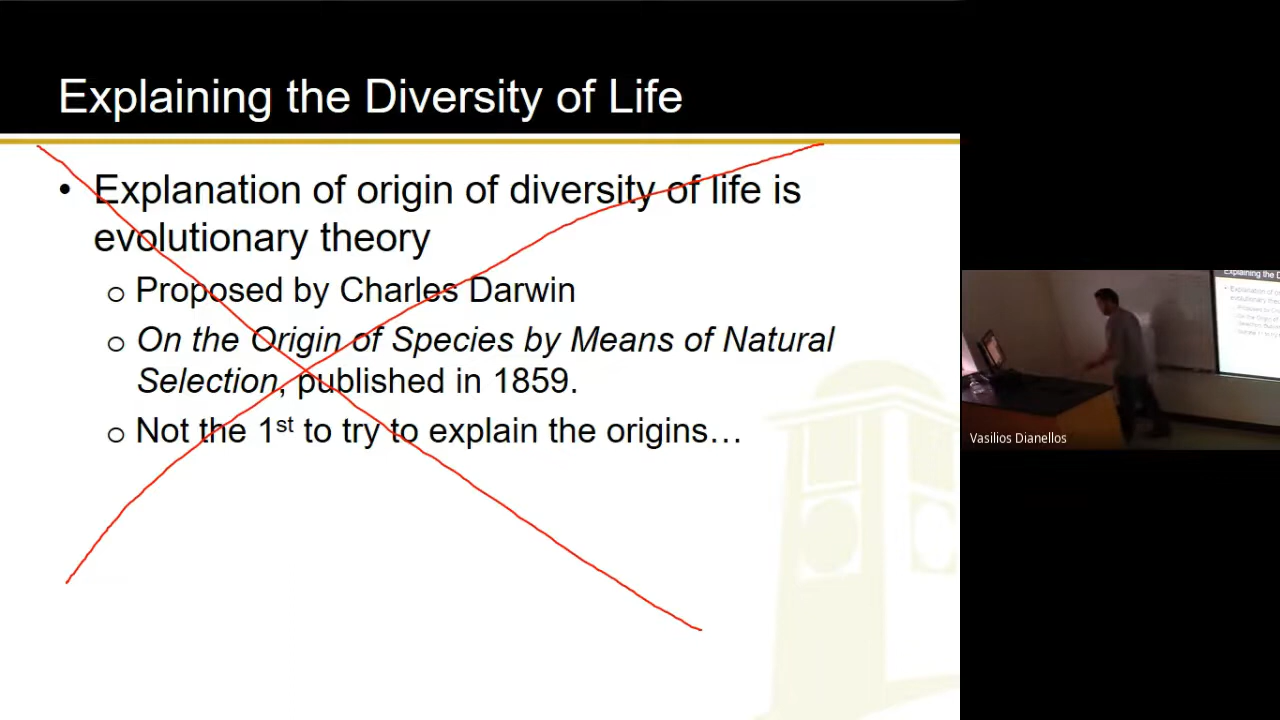 Explaining the Diversity of Life
• Explanation of origin of diversity of life is
evolutionary theory
o Proposed by Charles Darwin
o On the Origin of Species by Means of Natural
Selection, published in 1859.
o Not the 1st to try to explain the origins…
Explaining the D
Vasilios Dianellos